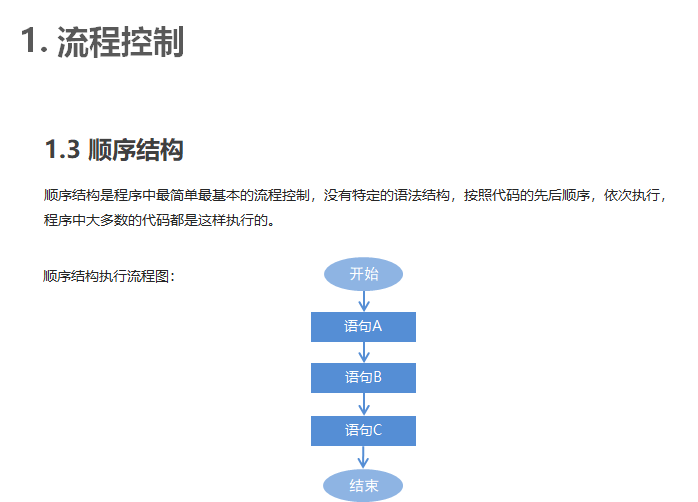 1. 流程控制
1.3 顺序结构
顺序结构是程序中最简单最基本的流程控制，没有特定的语法结构，按照代码的先后顺序，依次执行，
程序中大多数的代码都是这样执行的。
顺序结构执行流程图：
开始
语句A
语句B
语句C
结束